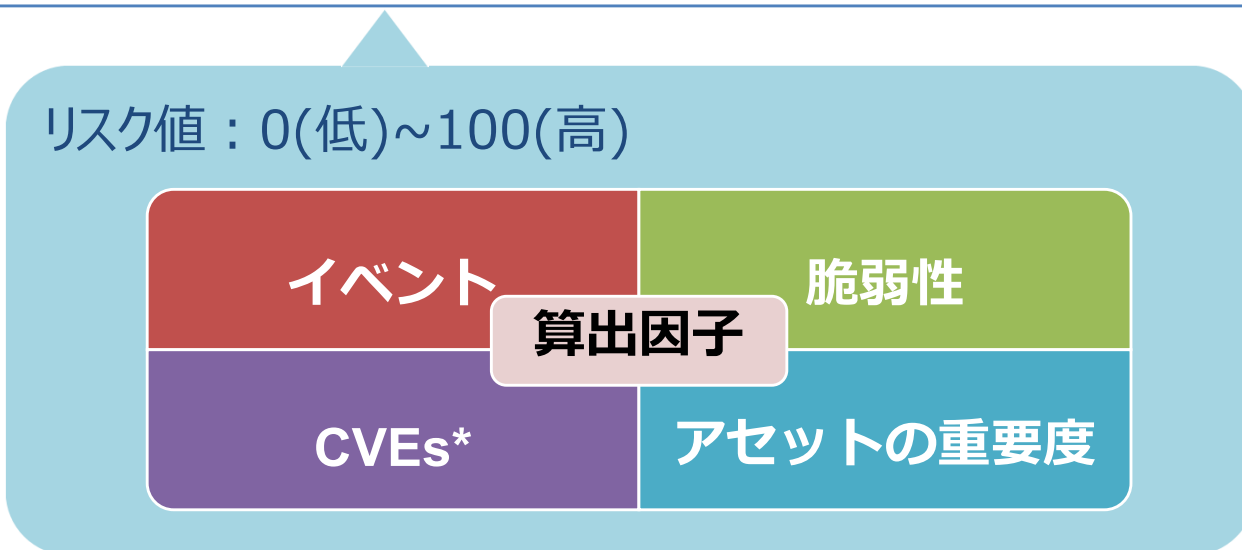 リスク値：0(低)~100(高)
イベント
脆弱性
算出因子
CVEs*
アセットの重要度